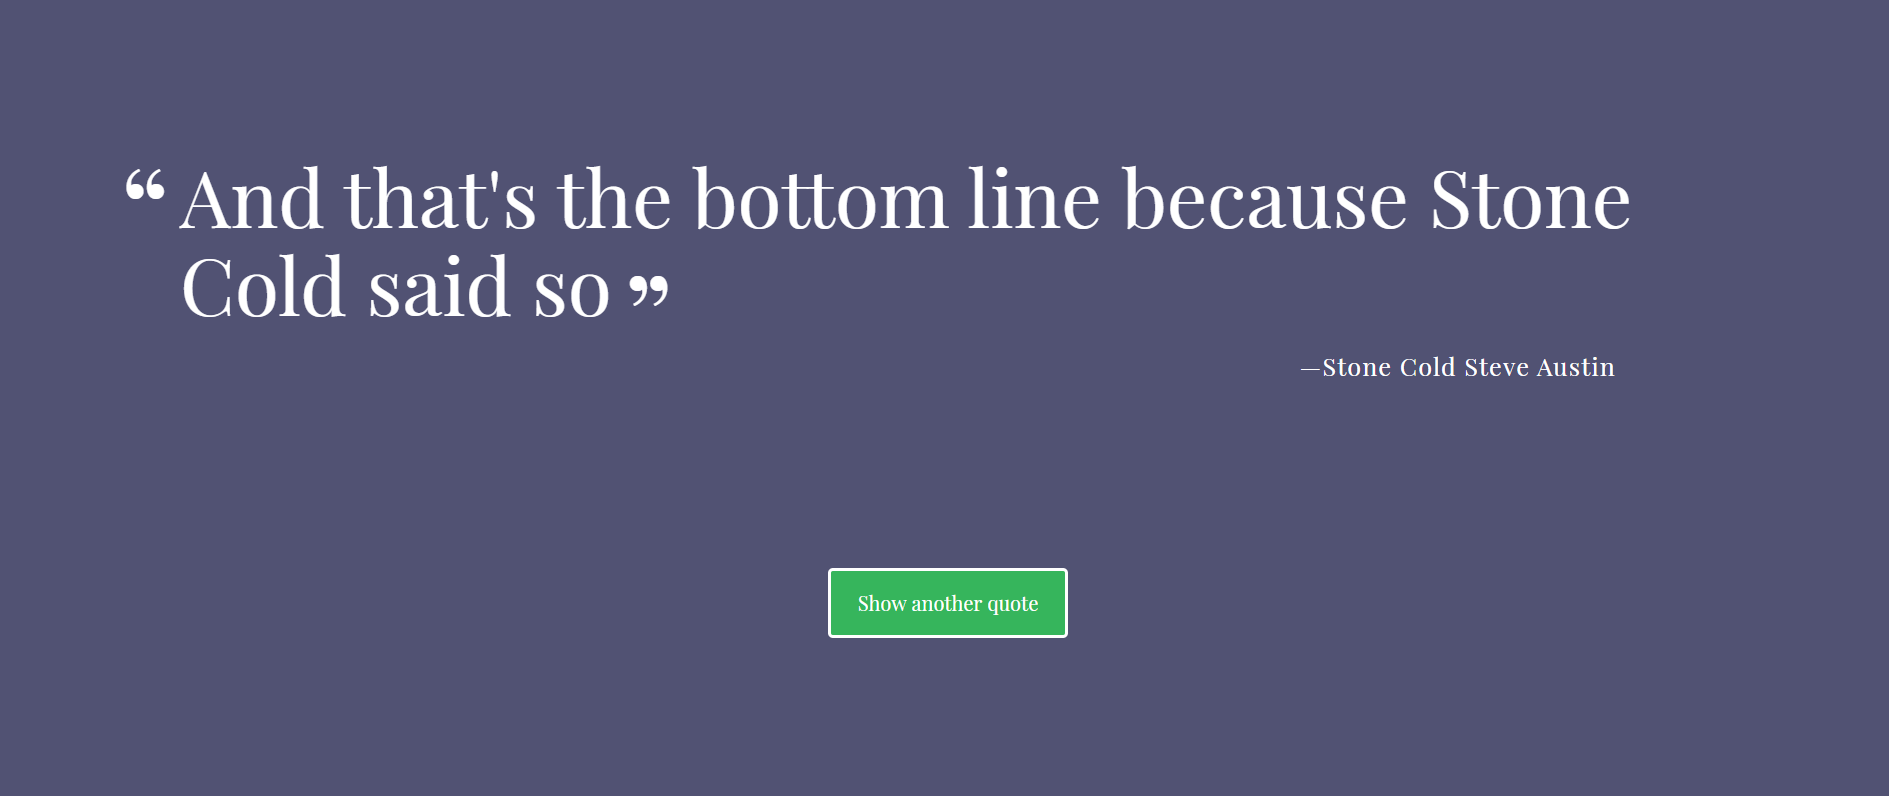 “ And that's the bottom line because Stone
Cold said so ”
—Stone Cold Steve Austin
Show another quote